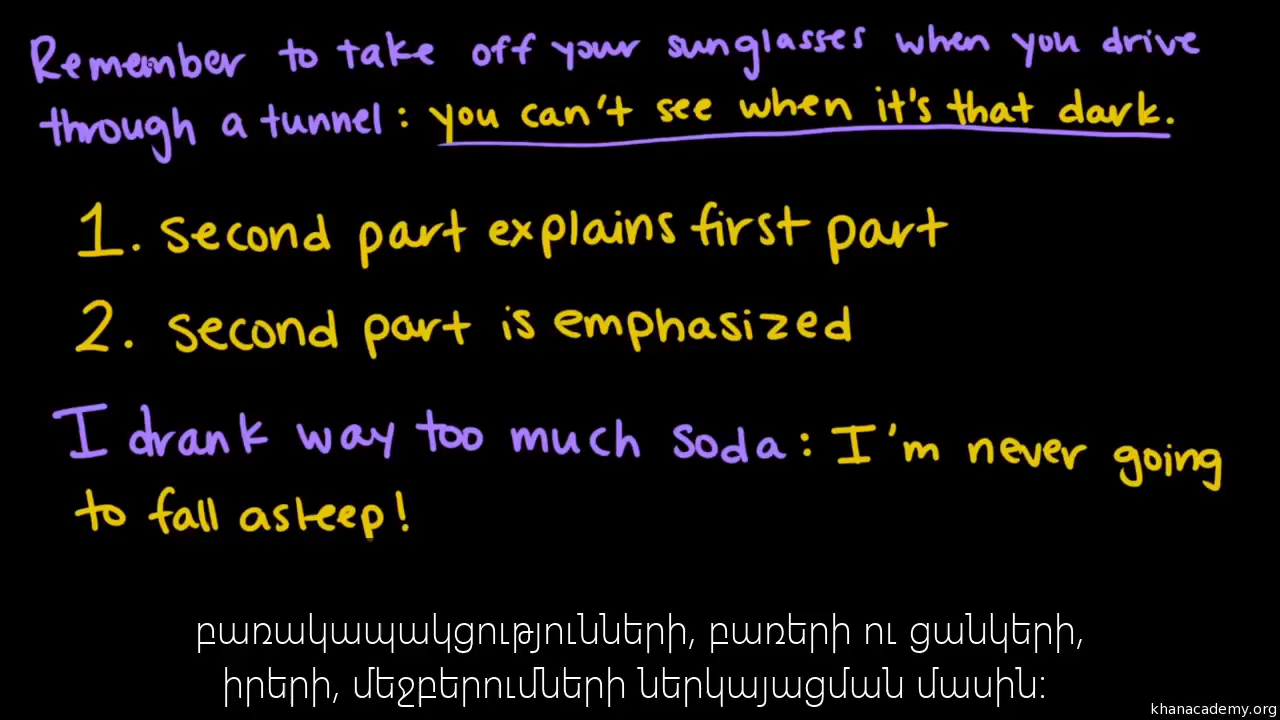 Remember to take off your sunglasses when you drive
through a tunnel: you can't see when it's that dark.
1. second part explains first part
2. second part is emphasized
I drank way too much soda: I'm never going
to fall asleep!
բառակապակցությունների, բառերի ու ցանկերի,
իրերի, մեջբերումների ներկայացման մասին:
khanacademy.org